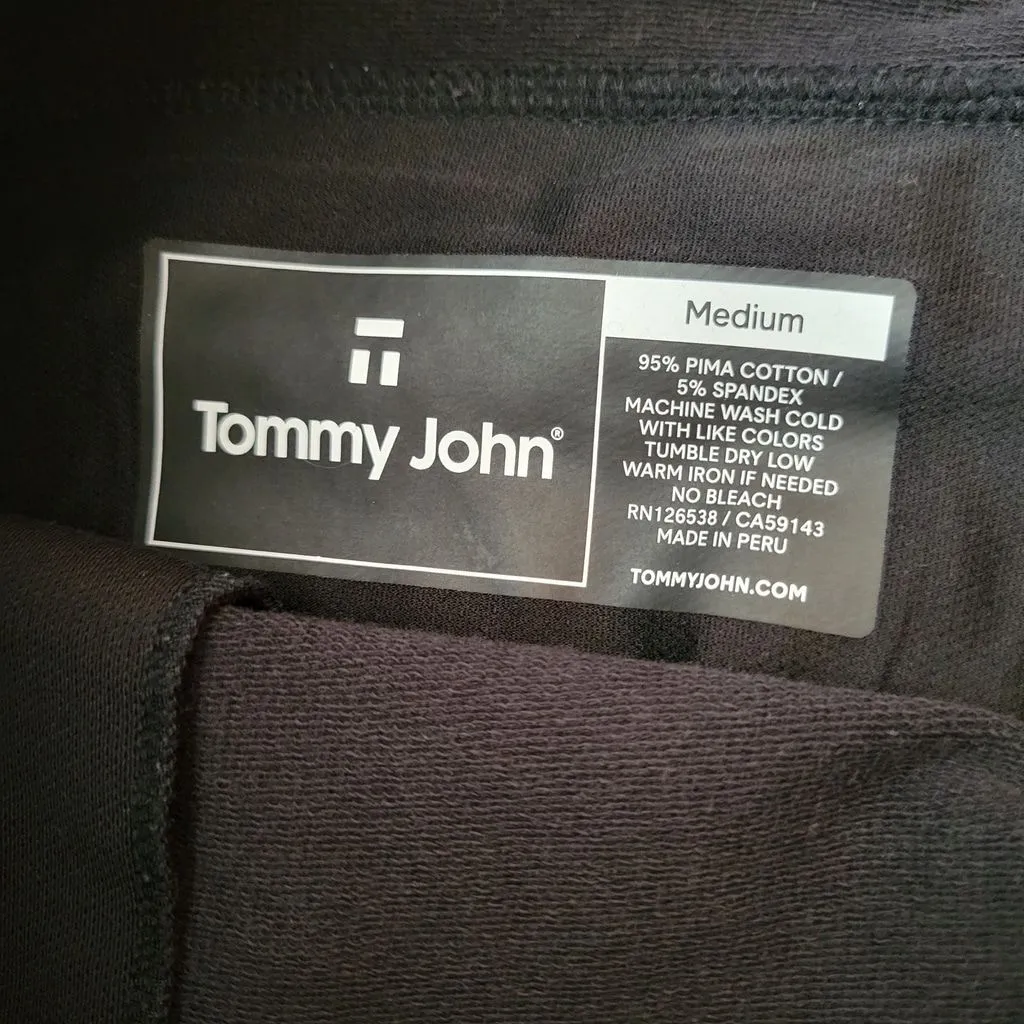 Tommy John®
Medium
95% PIMA COTTON /
5% SPANDEX
MACHINE WASH COLD
WITH LIKE COLORS
TUMBLE DRY LOW
WARM IRON IF NEEDED
NO BLEACH
RN126538 / CA59143
MADE IN PERU
TOMMYJOHN.COM